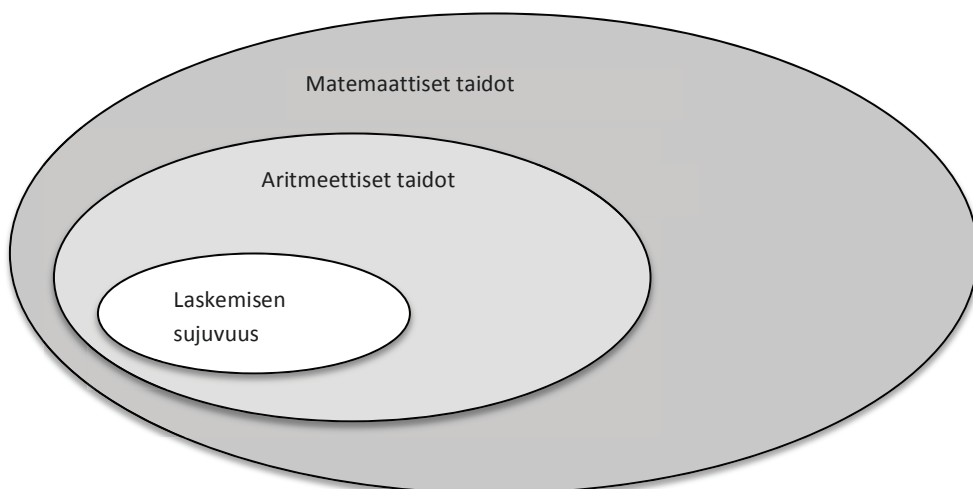 Matemaattiset taidot
Aritmeettiset taidot
Laskemisen
sujuvuus